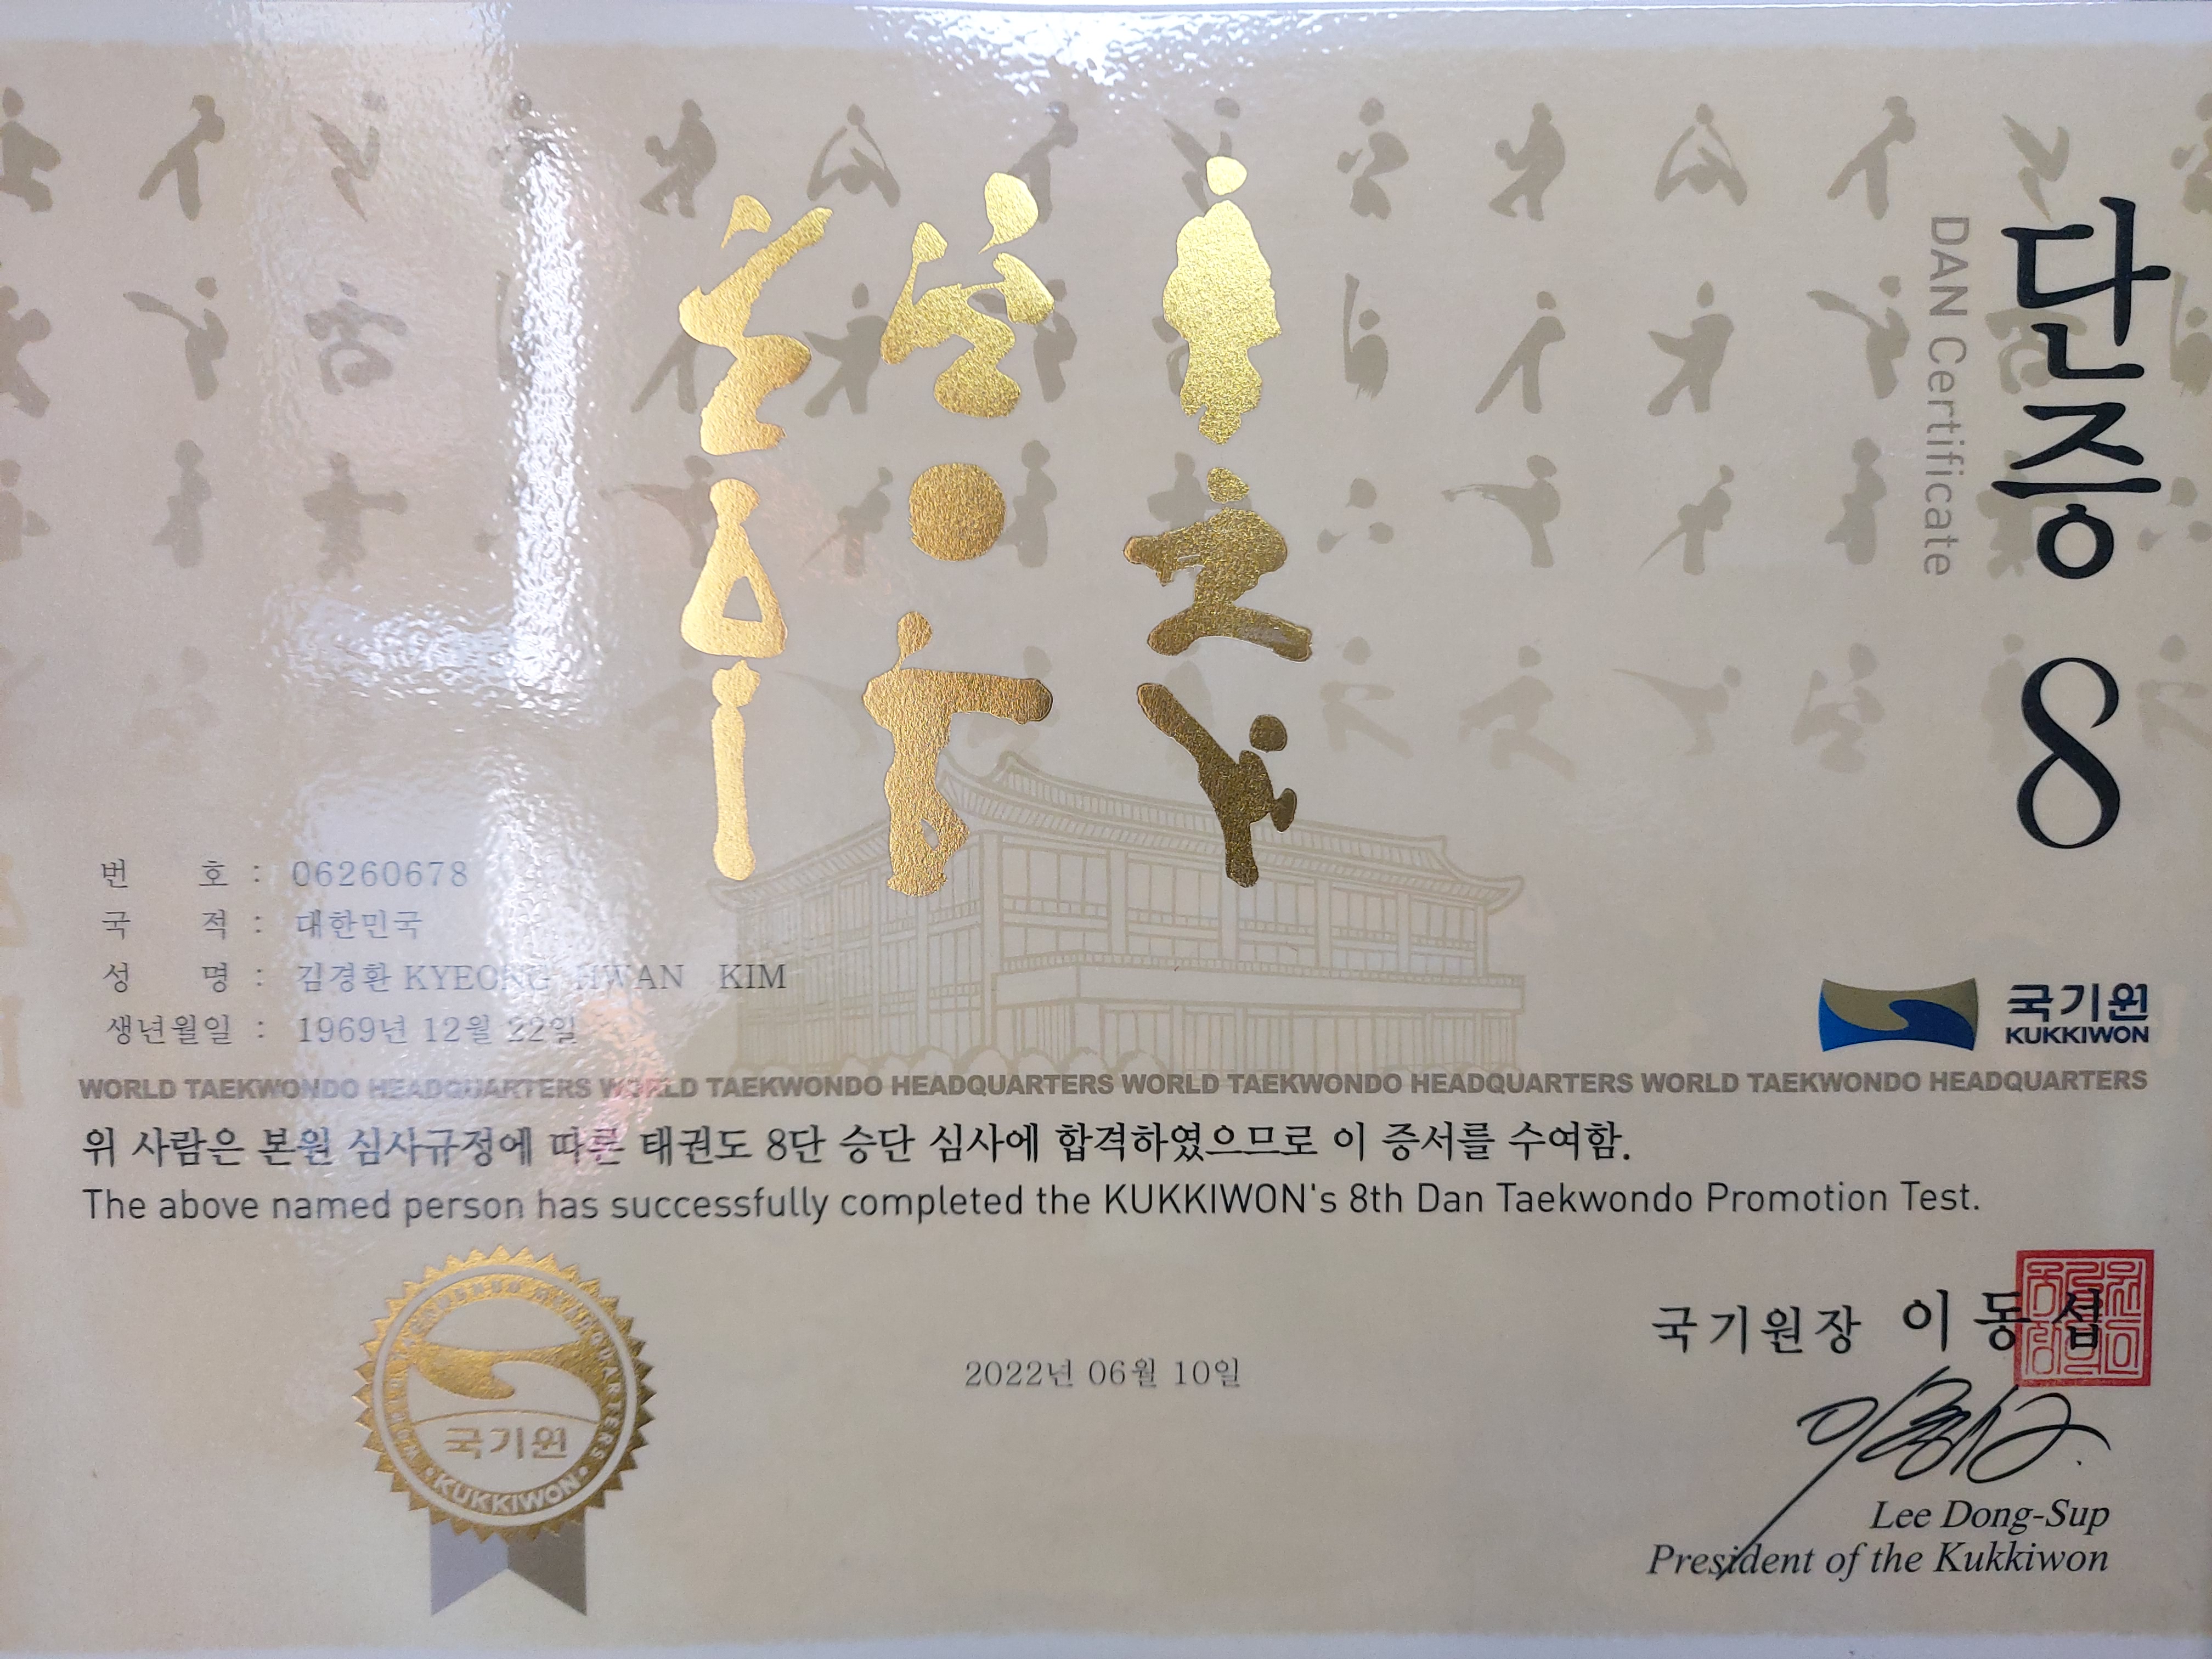 단증 8
DAN Certificate
번 호 : 06260678
국 적 : 대한민국
성 명 : 김경환 KYEONG HWAN KIM
생년월일 : 1969년 12월 22일
국기원
KUKKIWON
WORLD TAEKWONDO HEADQUARTERS WORLD TAEKWONDO HEADQUARTERS WORLD TAEKWONDO HEADQUARTERS WORLD TAEKWONDO HEADQUARTERS
위 사람은 본원 심사규정에 따른 태권도 8단 승단 심사에 합격하였으므로 이 증서를 수여함.
The above named person has successfully completed the KUKKIWON's 8th Dan Taekwondo Promotion Test.
국기원
KUKKIWON
2022년 06월 10일
국기원장 이동섭
Lee Dong-Sup
President of the Kukkiwon